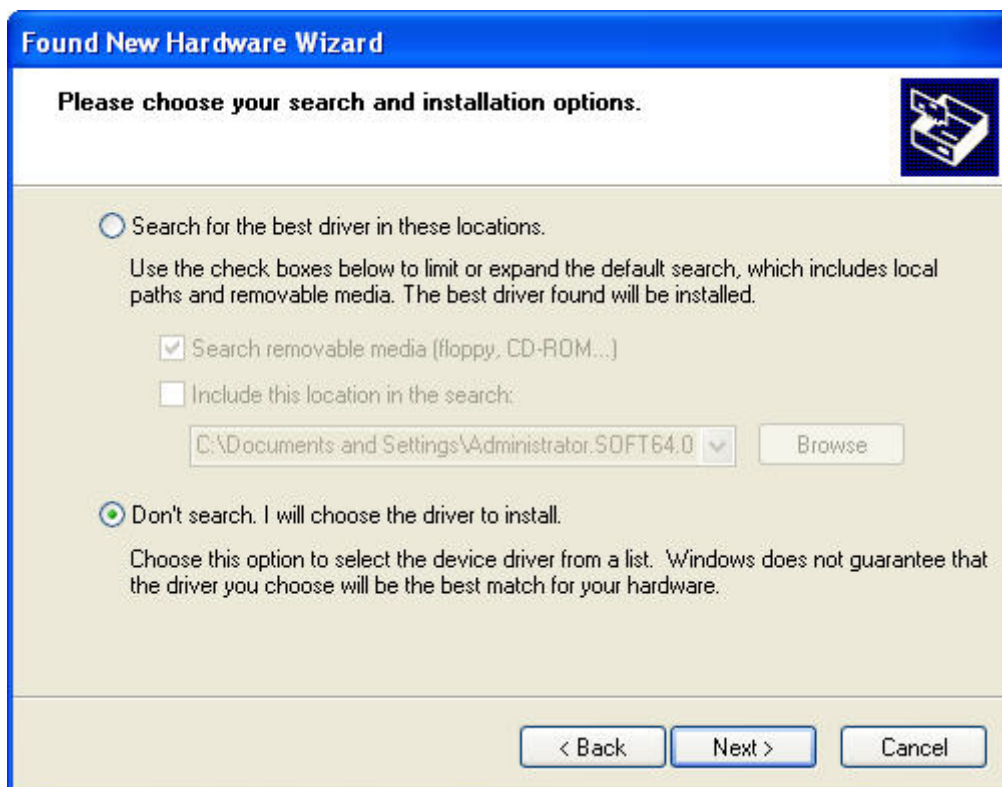 Found New Hardware Wizard
Please choose your search and installation options.
Search for the best driver in these locations.
Use the check boxes below to limit or expand the default search, which includes local
paths and removable media. The best driver found will be installed.
Search removable media (floppy, CD-ROM...)
Include this location in the search:
C:\Documents and Settings\Administrator.SOFT64.0
Browse
Don't search. I will choose the driver to install.
Choose this option to select the device driver from a list.  Windows does not guarantee that
the driver you choose will be the best match for your hardware.
< Back
Next >
Cancel